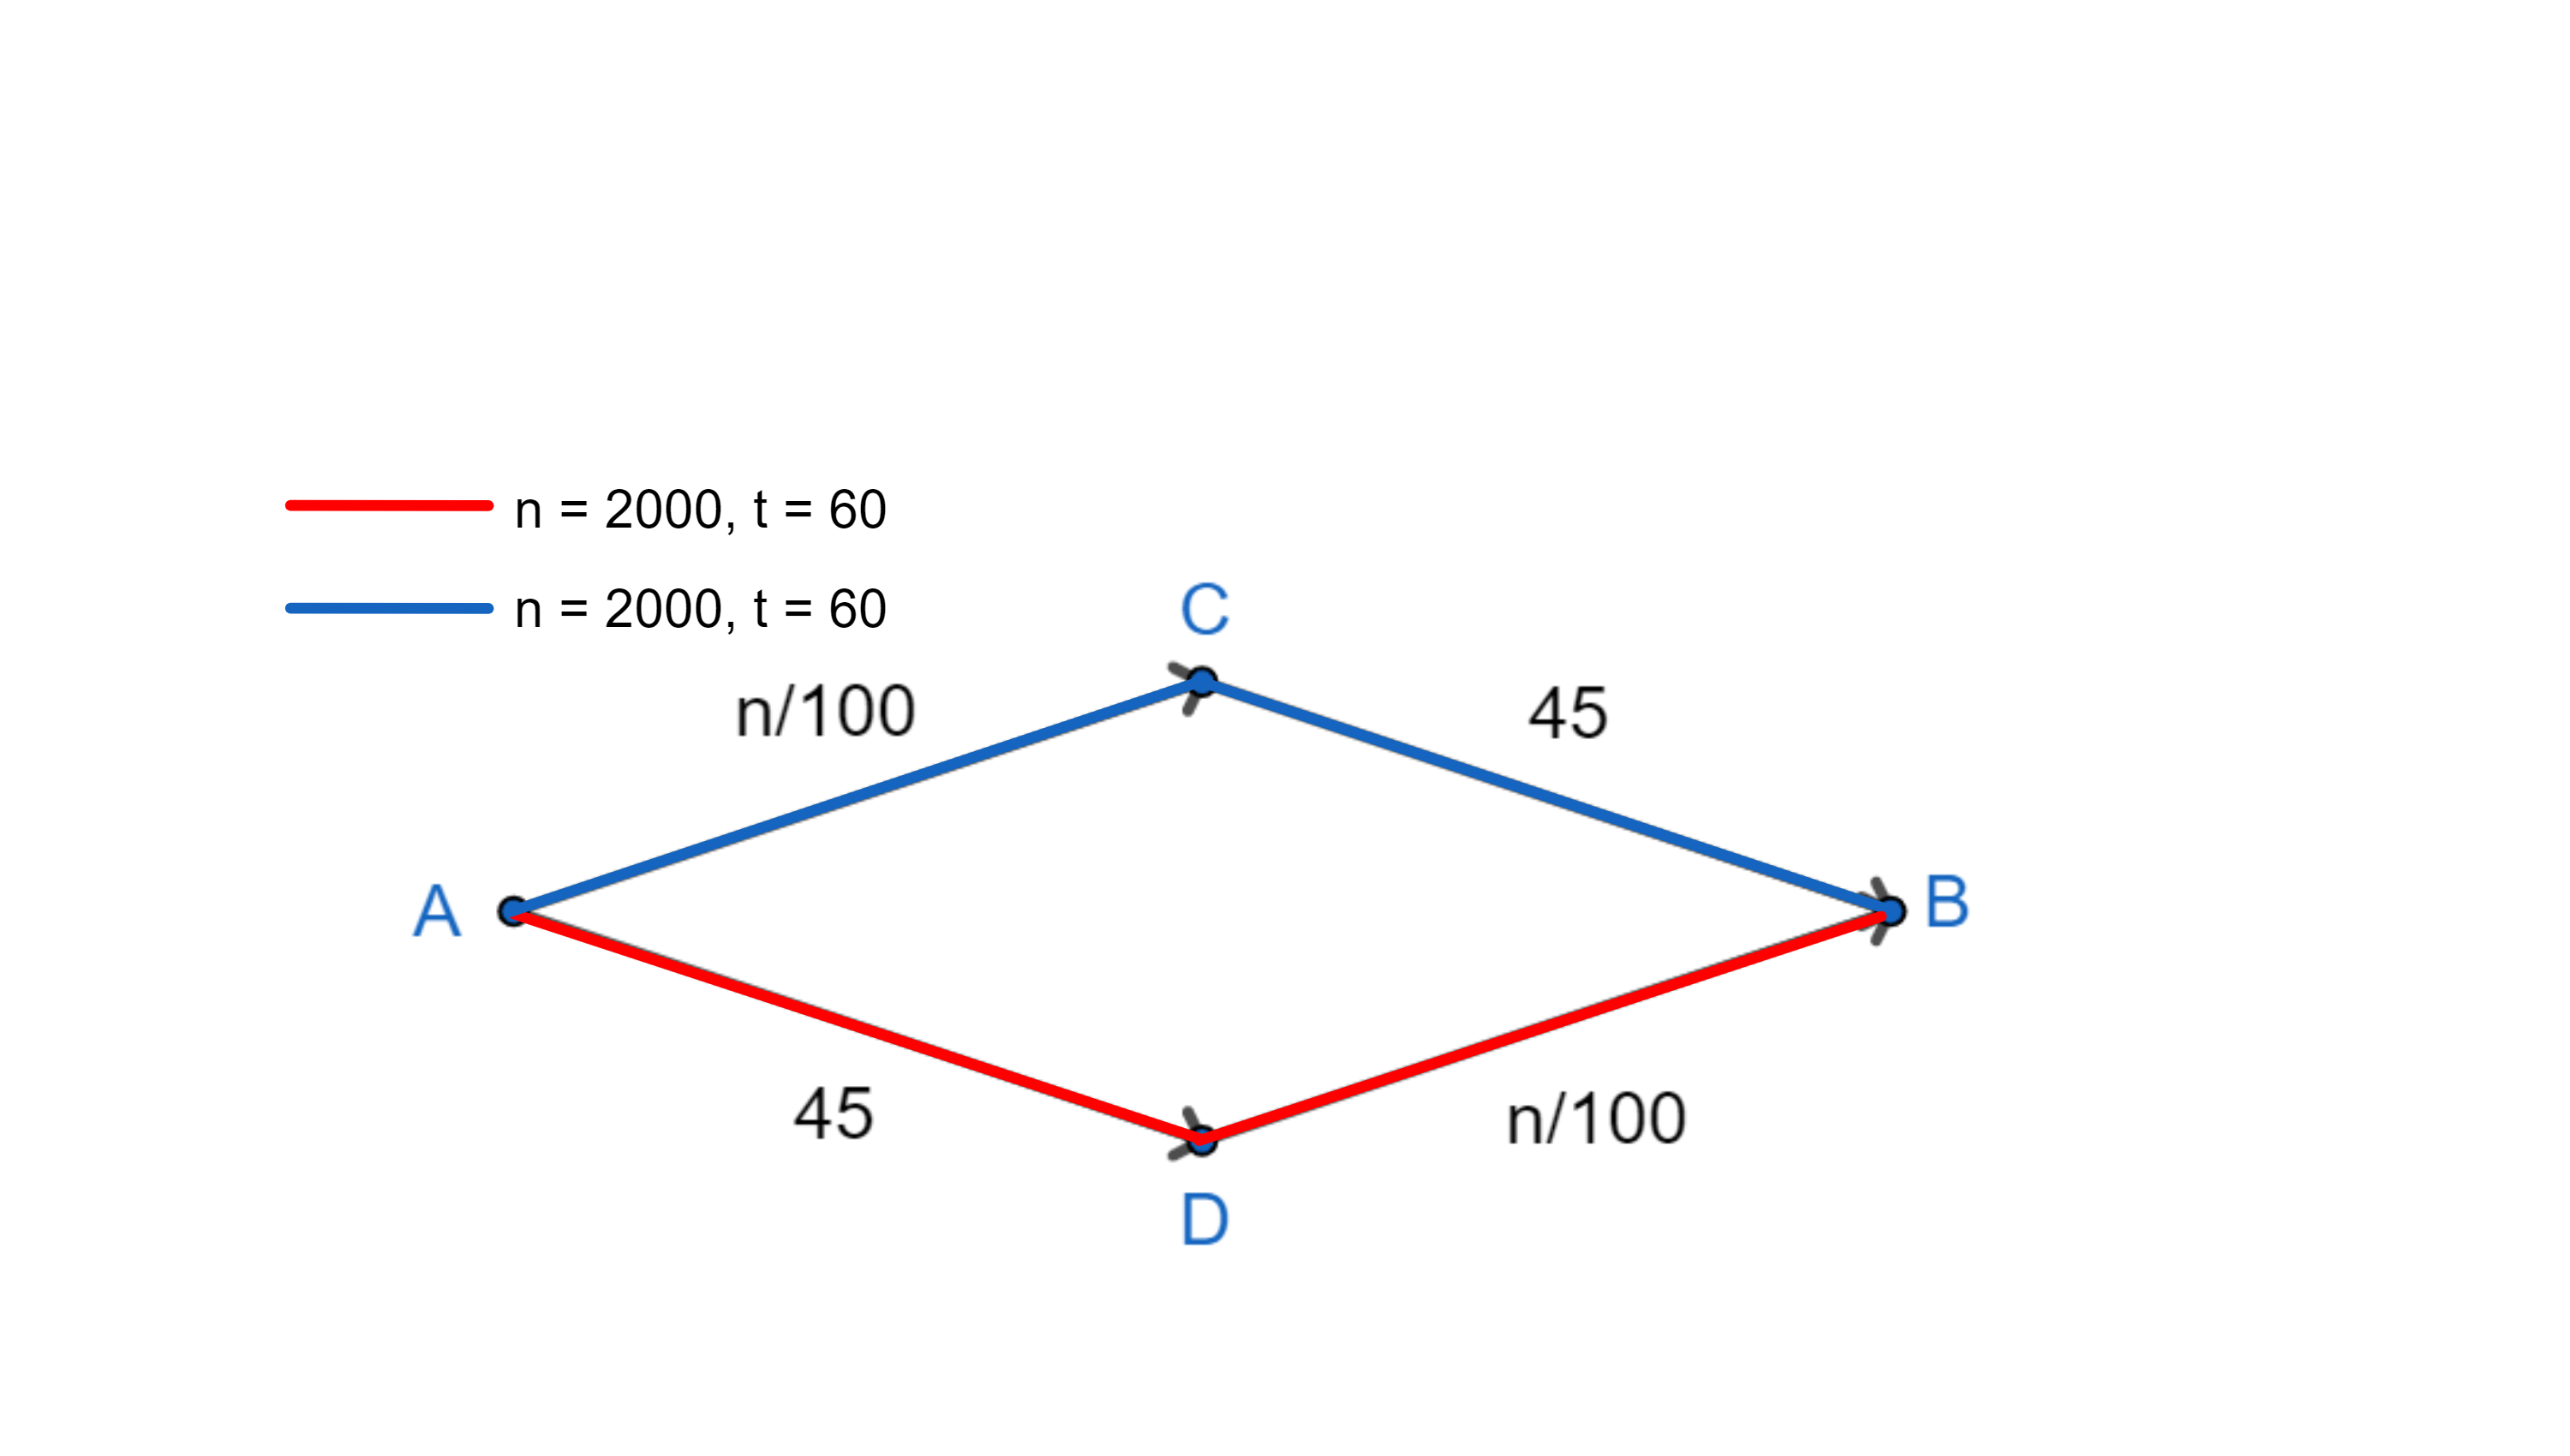 n = 2000, t = 60
n = 2000, t = 60
C
n/100
45
A
B
45
n/100
D